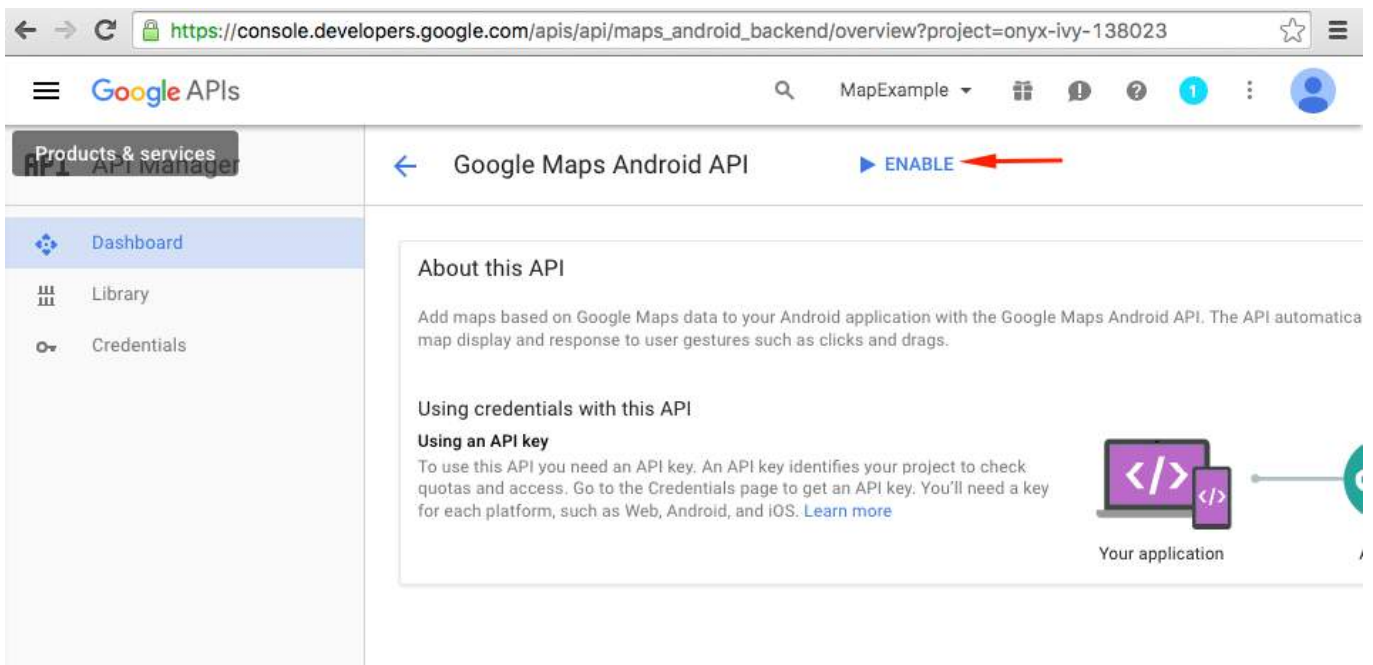 https://console.developers.google.com/apis/api/maps_android_backend/overview?project=onyx-ivy-138023
Google APIs
MapExample
1
Products & services
API Manager
Google Maps Android API
ENABLE
Dashboard
Library
Credentials
About this API
Add maps based on Google Maps data to your Android application with the Google Maps Android API. The API automatica
map display and response to user gestures such as clicks and drags.
Using credentials with this API
Using an API key
To use this API you need an API key. An API key identifies your project to check
quotas and access. Go to the Credentials page to get an API key. You'll need a key
for each platform, such as Web, Android, and iOS. Learn more
</>
</>
Your application